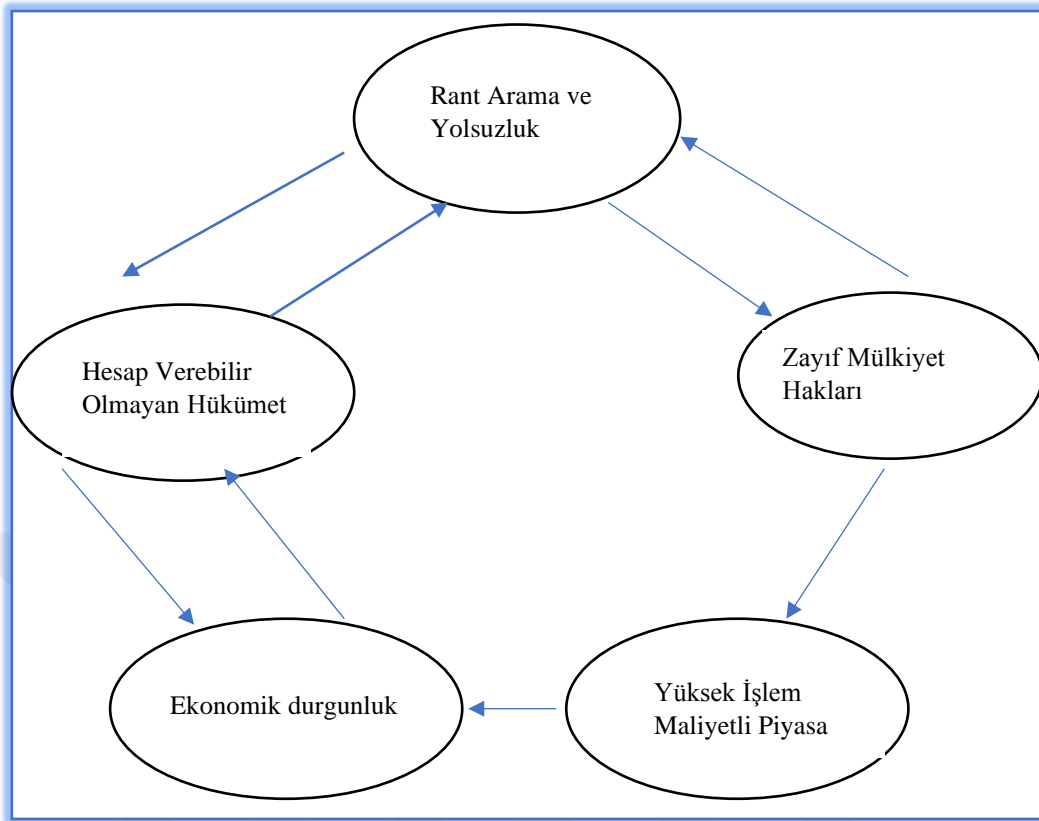 Rant Arama ve
Yolsuzluk
Hesap Verebilir
Olmayan Hükümet
Zayıf Mülkiyet
Hakları
Ekonomik durgunluk
Yüksek İşlem
Maliyetli Piyasa